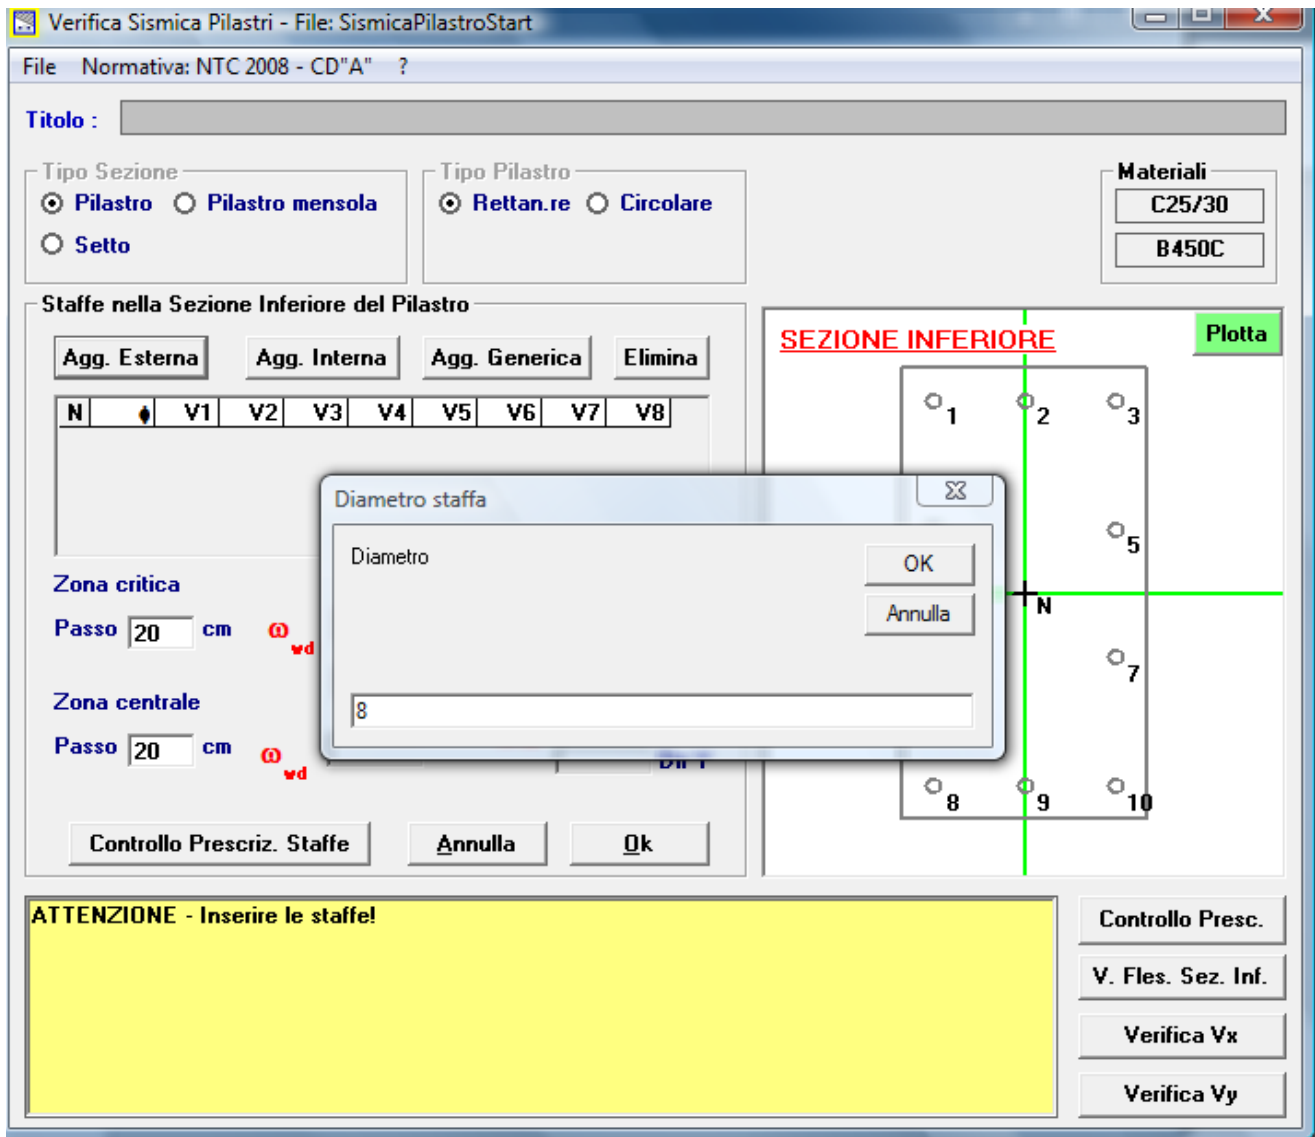 Verifica Sismica Pilastri - File: SismicaPilastroStart
File Normativa: NTC 2008 - CD"A" ?
Titolo :
Tipo Sezione
Pilastro Pilastro mensola
Setto
Tipo Pilastro
Rettan.re Circolare
Materiali
C25/30
B450C
Staffe nella Sezione Inferiore del Pilastro
Agg. Esterna Agg. Interna Agg. Generica Elimina
N ϕ V1 V2 V3 V4 V5 V6 V7 V8
Diametro staffa
Diametro
OK
Annulla
8
Zona critica
Passo 20 cm ω wd
Zona centrale
Passo 20 cm ω wd
Controllo Prescriz. Staffe Annulla Ok
SEZIONE INFERIORE
Plotta
1 2 3
5
N
7
8 9 10
ATTENZIONE - Inserire le staffe!
Controllo Presc.
V. Fles. Sez. Inf.
Verifica Vx
Verifica Vy